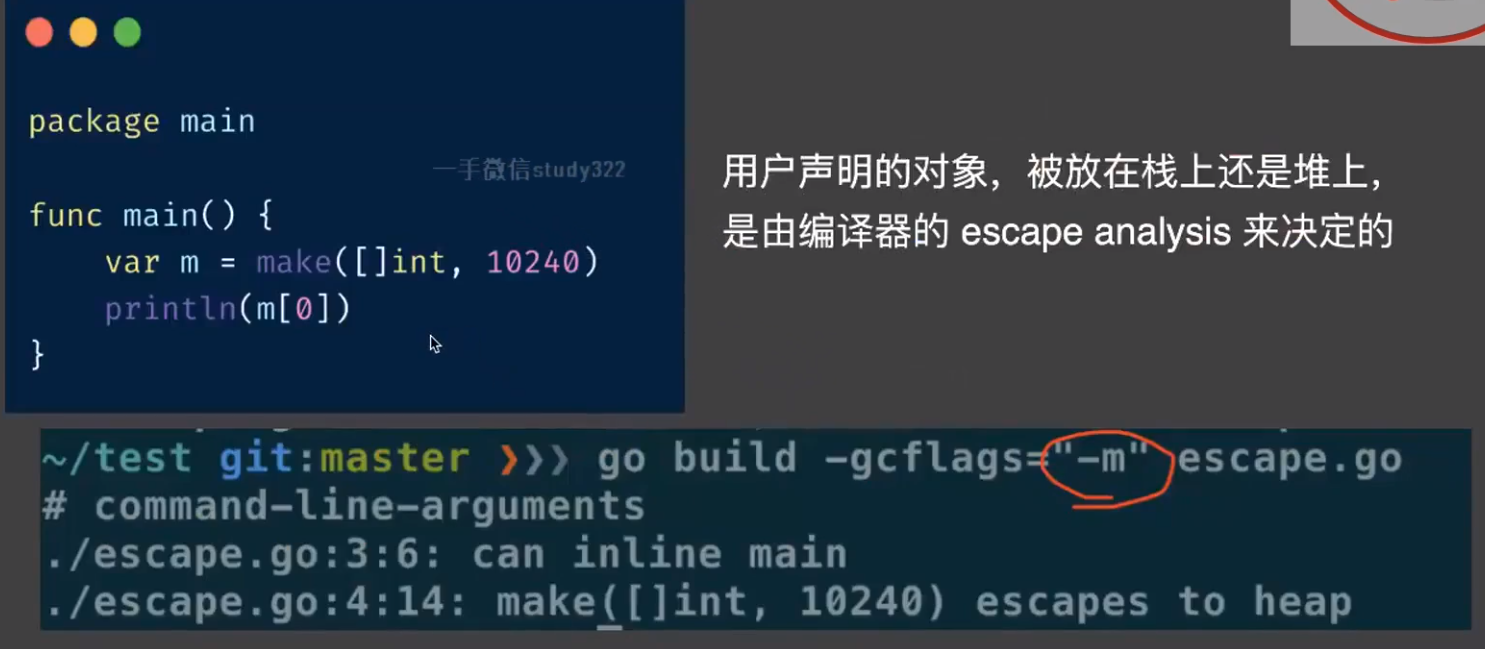 package main
一手微信study322
func main() {
    var m = make([]int, 10240)
    println(m[0])
}
用户声明的对象，被放在栈上还是堆上，
是由编译器的 escape analysis 来决定的
~/test git:master ❯❯❯ go build -gcflags="-m" escape.go
# command-line-arguments
./escape.go:3:6: can inline main
./escape.go:4:14: make([]int, 10240) escapes to heap